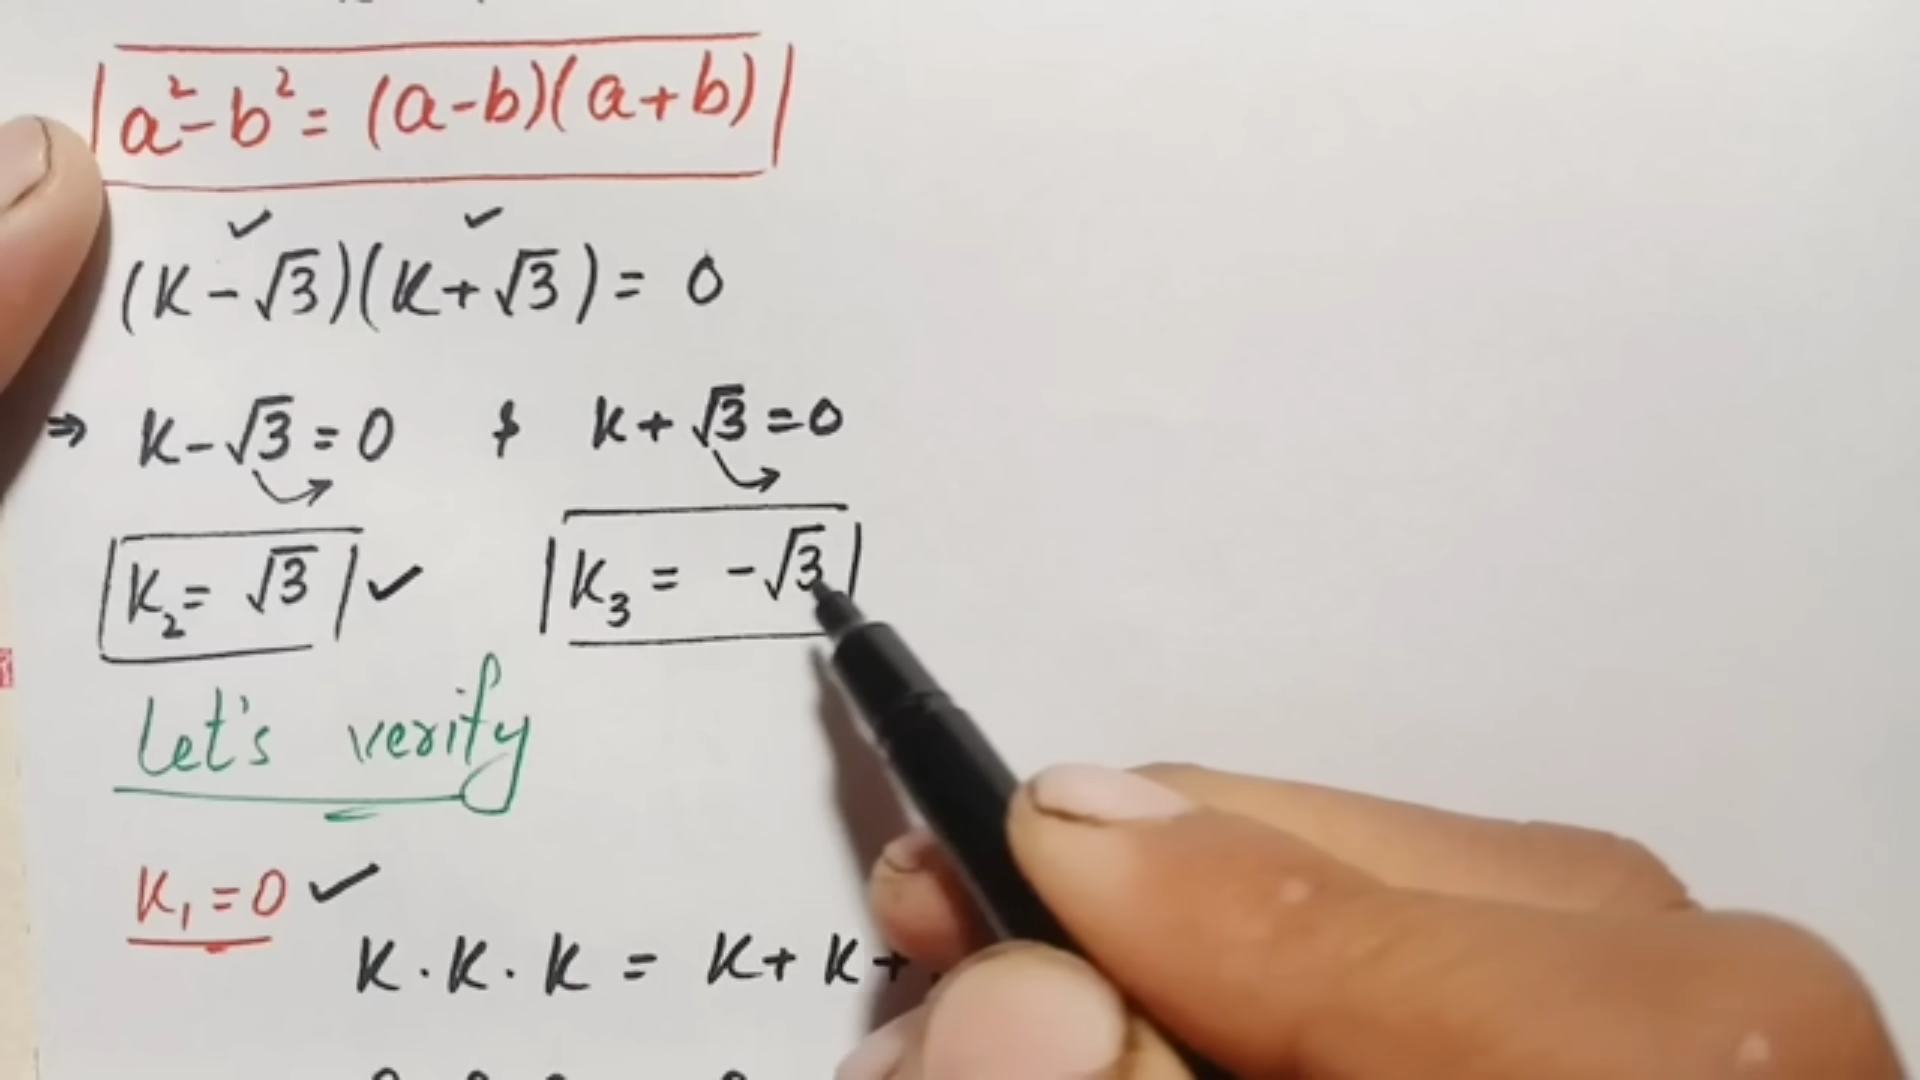 a²-b² = (a-b)(a+b)
(K-√3)(K+√3) = 0
⇒ K-√3=0 & K+√3=0
K₂= √3 ✓ K₃ = -√3
Let's verify
K₁=0 ✓
K.K.K = K+K+